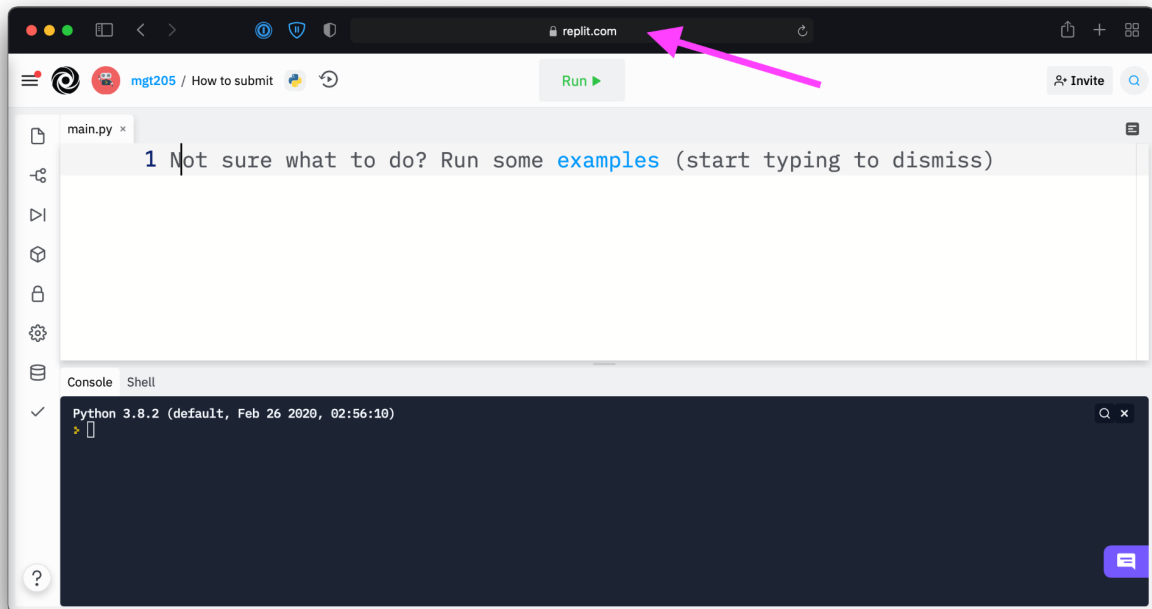 replit.com
mgt205 / How to submit
Run
Invite
main.py ×
1 Not sure what to do? Run some examples (start typing to dismiss)
Console Shell
Python 3.8.2 (default, Feb 26 2020, 02:56:10)
>
?